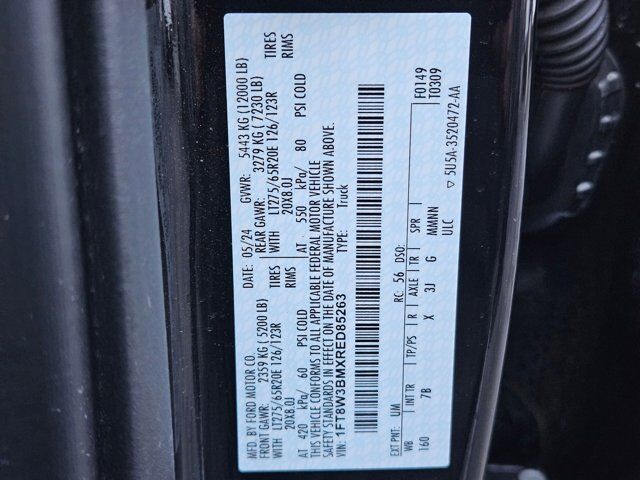 MFD. BY FORD MOTOR CO.
DATE: 05/24 GVWR: 5443 KG (12000 LB)
FRONT GAWR: 2359 KG (5200 LB)
REAR GAWR: 3279 KG (7230 LB)
WITH LT275/65R20E 126/123R TIRES
WITH LT275/65R20E 126/123R TIRES
20X8.0J RIMS
20X8.0J RIMS
AT 420 kPa/ 60 PSI COLD
AT 550 kPa/ 80 PSI COLD
THIS VEHICLE CONFORMS TO ALL APPLICABLE FEDERAL MOTOR VEHICLE
SAFETY STANDARDS IN EFFECT ON THE DATE OF MANUFACTURE SHOWN ABOVE.
VIN: 1FT8W3BMXRED85263 TYPE: Truck
F0149
T0309
EXT PNT: UM RC: 56 DSO:
WB INT TR TP/PS R AXLE TR SPR
160 7B X 3J G MMNNN
ULC ▽ 5U5A-3520472-AA